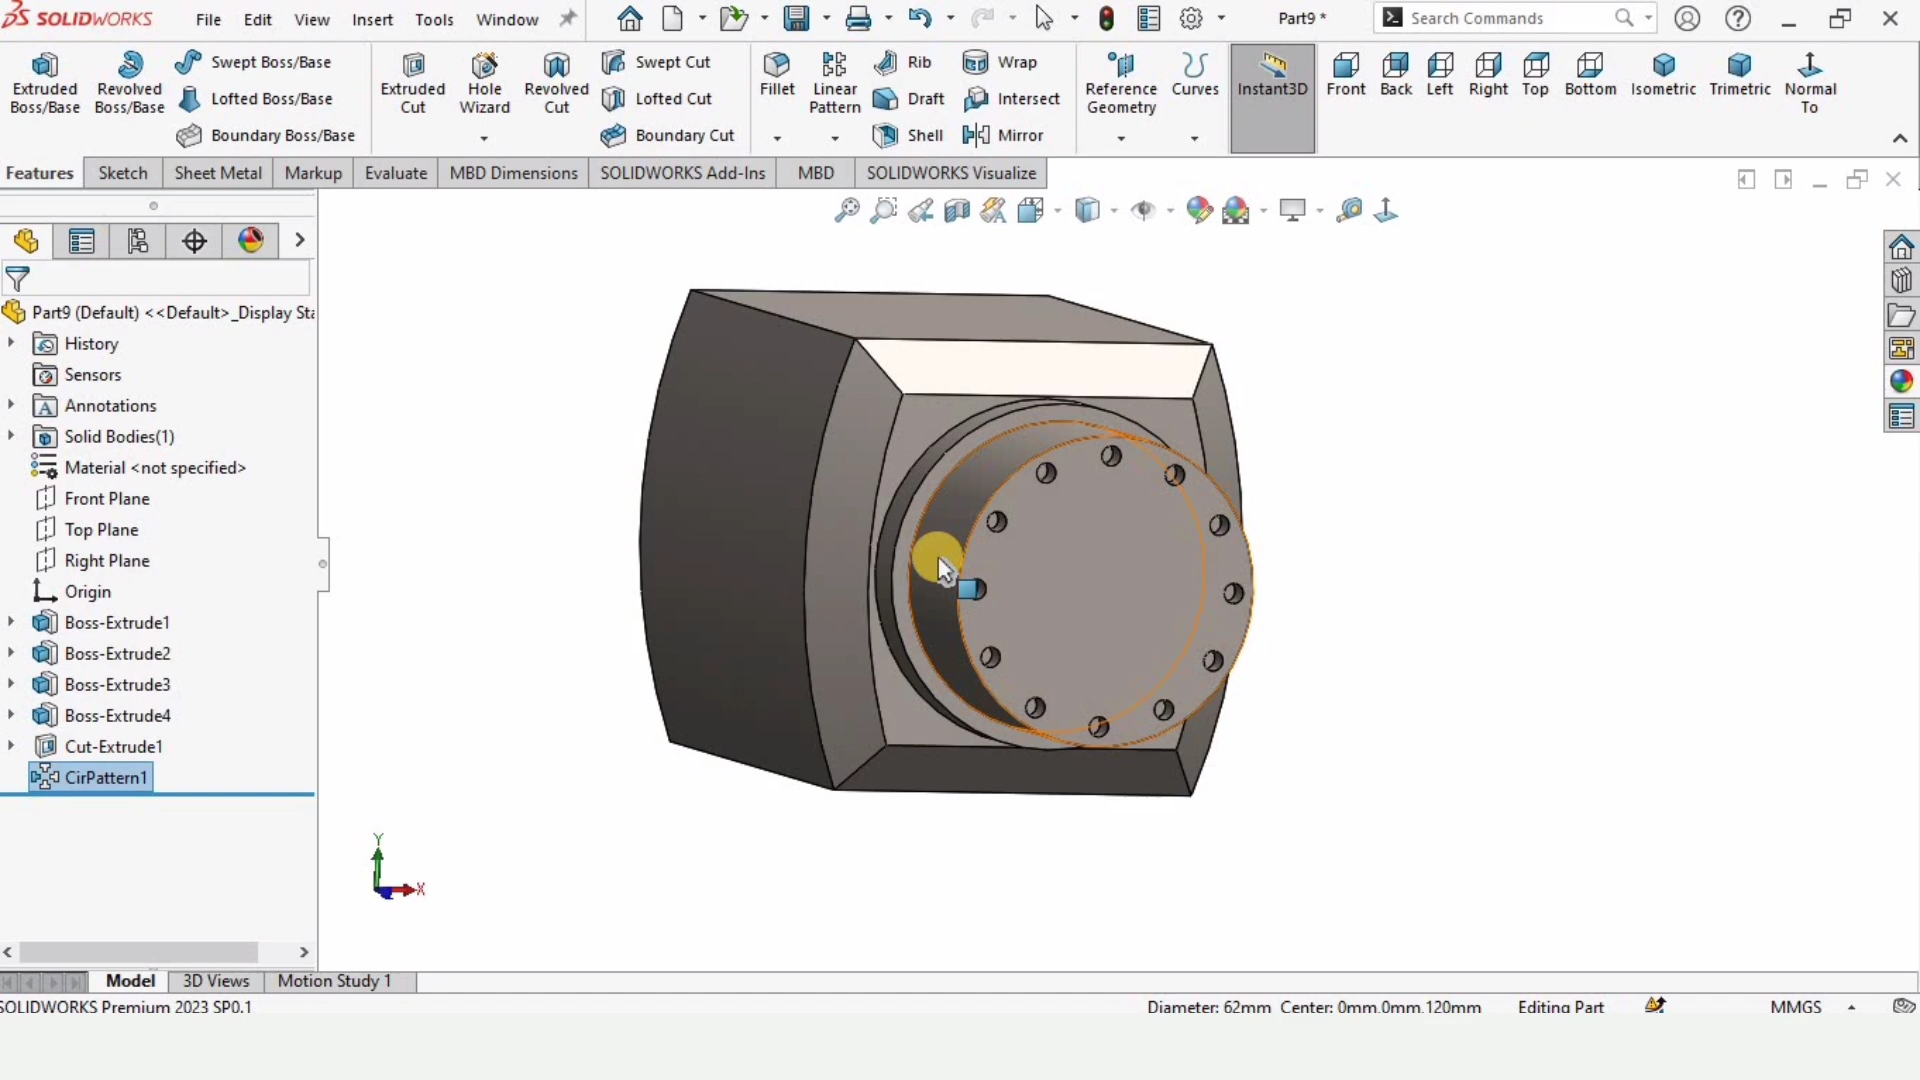 SOLIDWORKS File Edit View Insert Tools Window Part9 * Search Commands
Extruded Boss/Base
Revolved Boss/Base
Swept Boss/Base
Lofted Boss/Base
Boundary Boss/Base
Extruded Cut
Hole Wizard
Revolved Cut
Swept Cut
Lofted Cut
Boundary Cut
Fillet
Linear Pattern
Rib
Draft
Shell
Wrap
Intersect
Mirror
Reference Geometry
Curves
Instant3D
Front
Back
Left
Right
Top
Bottom
Isometric
Trimetric
Normal To
Features Sketch Sheet Metal Markup Evaluate MBD Dimensions SOLIDWORKS Add-Ins MBD SOLIDWORKS Visualize
Part9 (Default) <<Default>_Display Sta
History
Sensors
Annotations
Solid Bodies(1)
Material <not specified>
Front Plane
Top Plane
Right Plane
Origin
Boss-Extrude1
Boss-Extrude2
Boss-Extrude3
Boss-Extrude4
Cut-Extrude1
CirPattern1
Y
X
Model 3D Views Motion Study 1
SOLIDWORKS Premium 2023 SP0.1 Diameter: 62mm Center: 0mm,0mm,120mm Editing Part MMGS